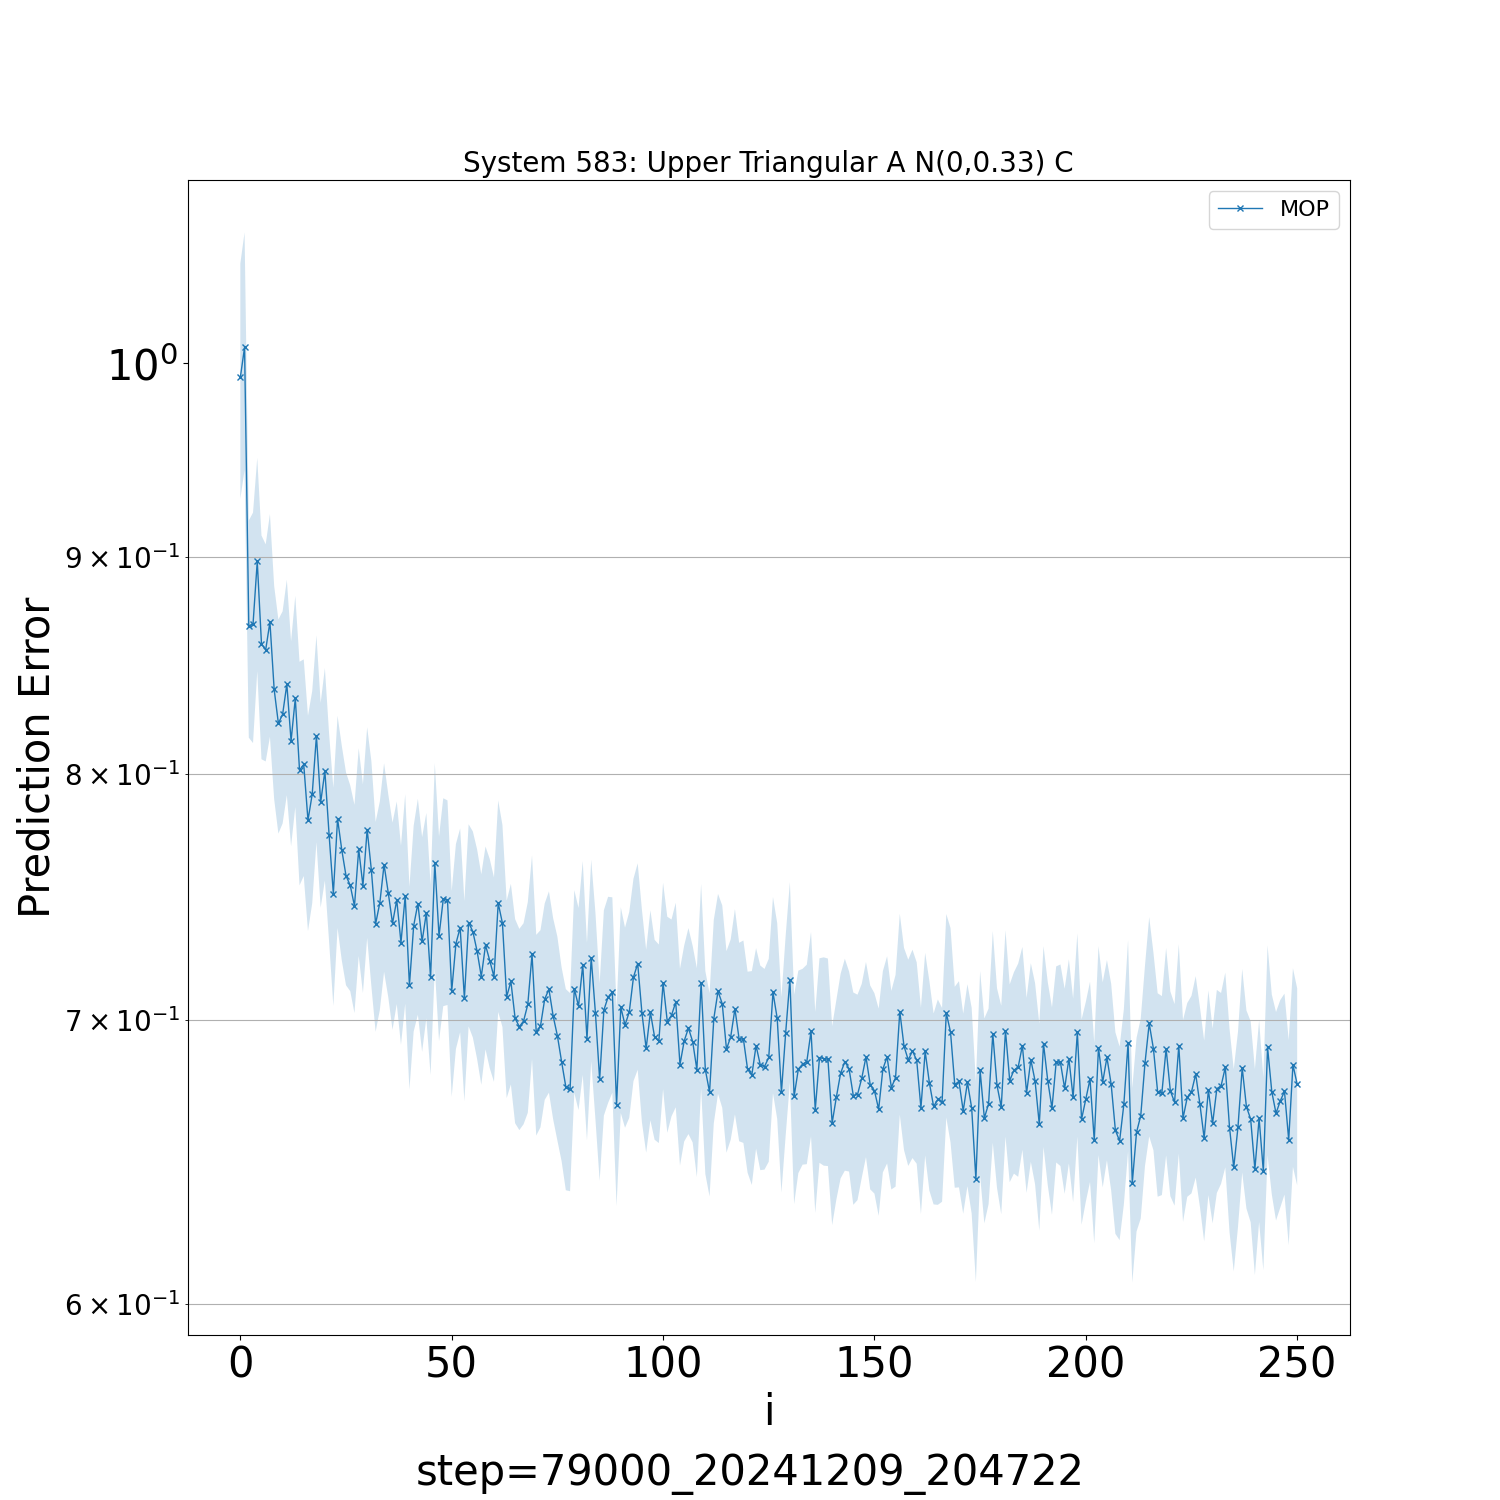 System 583: Upper Triangular A N(0,0.33) C
MOP
10⁰
9 × 10⁻¹
8 × 10⁻¹
7 × 10⁻¹
6 × 10⁻¹
Prediction Error
0 50 100 150 200 250
i
step=79000_20241209_204722